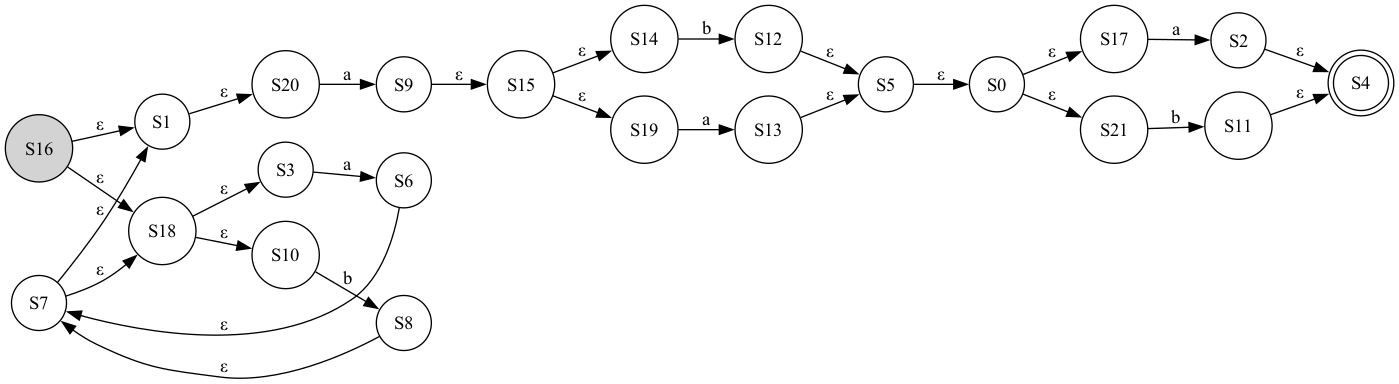 S16
ε
ε
S1
ε
S20
a
S9
ε
S15
ε
ε
S14
b
S12
ε
S19
a
S13
ε
S5
ε
S0
ε
ε
S17
a
S2
ε
S21
b
S11
ε
S4
S18
ε
ε
S3
a
S6
ε
S10
b
S8
ε
S7
ε
ε